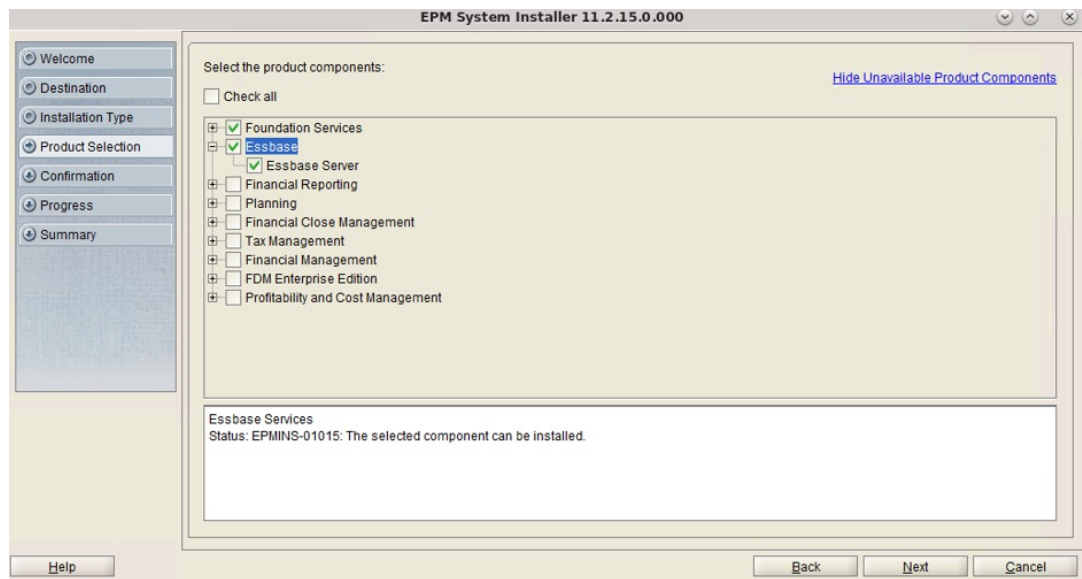 EPM System Installer 11.2.15.0.000
Welcome
Destination
Installation Type
Product Selection
Confirmation
Progress
Summary
Select the product components:
Hide Unavailable Product Components
Check all
Foundation Services
Essbase
Essbase Server
Financial Reporting
Planning
Financial Close Management
Tax Management
Financial Management
FDM Enterprise Edition
Profitability and Cost Management
Essbase Services
Status: EPMINS-01015: The selected component can be installed.
Help
Back
Next
Cancel